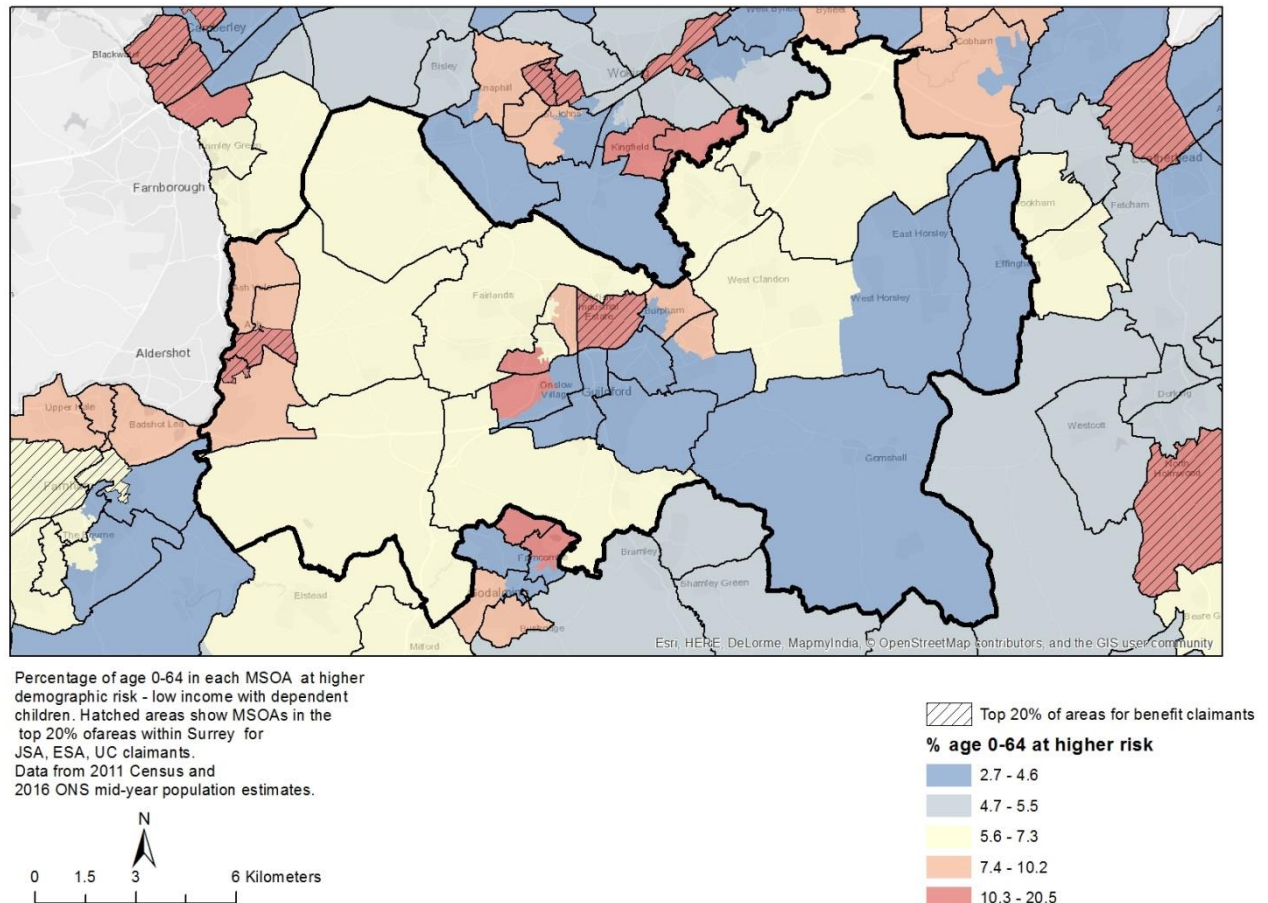 Camberley
West Byfleet
Byfleet
Cobham
Blackwater
Bisley
Woking
Knaphill
St Johns
Leatherhead
Kingfield
Frimley Green
Farnborough
Fetcham
Bookham
East Horsley
Effingham
West Clandon
Ash Vale
Fairlands
West Horsley
Industrial
Estate
Burpham
Ash
Aldershot
Onslow
Village
Guildford
Dorking
Upper Hale
Badshot Lea
Westcott
Gomshall
North
Holmwood
Farnham
The Bourne
Farncombe
Bramley
Shamley Green
Elstead
Godalming
Busbridge
Beare G
Milford
Esri, HERE, DeLorme, MapmyIndia, © OpenStreetMap contributors, and the GIS user community
Percentage of age 0-64 in each MSOA at higher
demographic risk - low income with dependent
children. Hatched areas show MSOAs in the
top 20% ofareas within Surrey for
JSA, ESA, UC claimants.
Data from 2011 Census and
2016 ONS mid-year population estimates.
N
0 1.5 3 6 Kilometers
Top 20% of areas for benefit claimants
% age 0-64 at higher risk
2.7 - 4.6
4.7 - 5.5
5.6 - 7.3
7.4 - 10.2
10.3 - 20.5